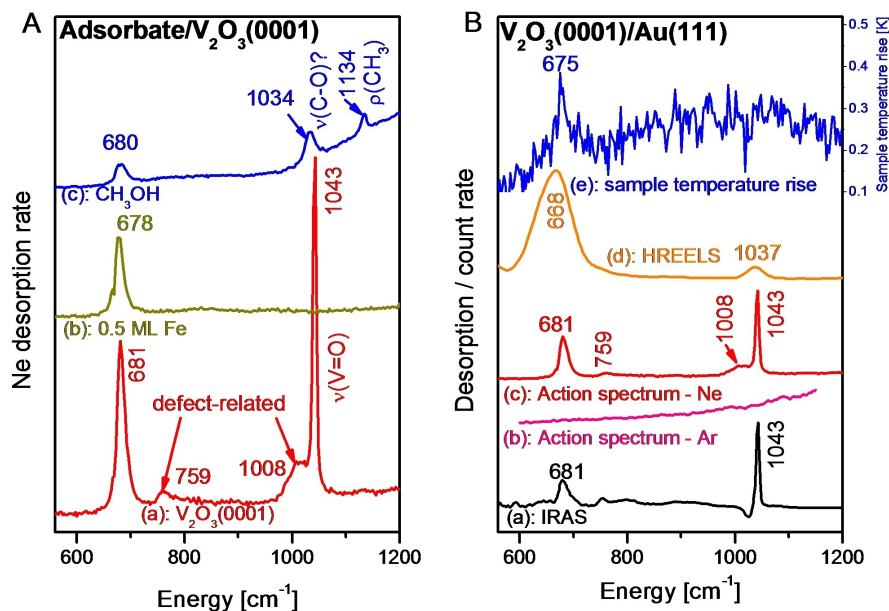 A
Adsorbate/V₂O₃(0001)
ν(C-O)?
1134
ρ(CH₃)
1034
680
(c): CH₃OH
1043
678
(b): 0.5 ML Fe
681
ν(V=O)
defect-related
759
1008
(a): V₂O₃(0001)
Ne desorption rate
600
800
1000
1200
Energy [cm⁻¹]
B
V₂O₃(0001)/Au(111)
0.5
0.4
0.3
0.2
0.1
Sample temperature rise [K]
675
(e): sample temperature rise
668
(d): HREELS
1037
681
759
1008
1043
(c): Action spectrum - Ne
(b): Action spectrum - Ar
681
1043
(a): IRAS
Desorption / count rate
600
800
1000
1200
Energy [cm⁻¹]